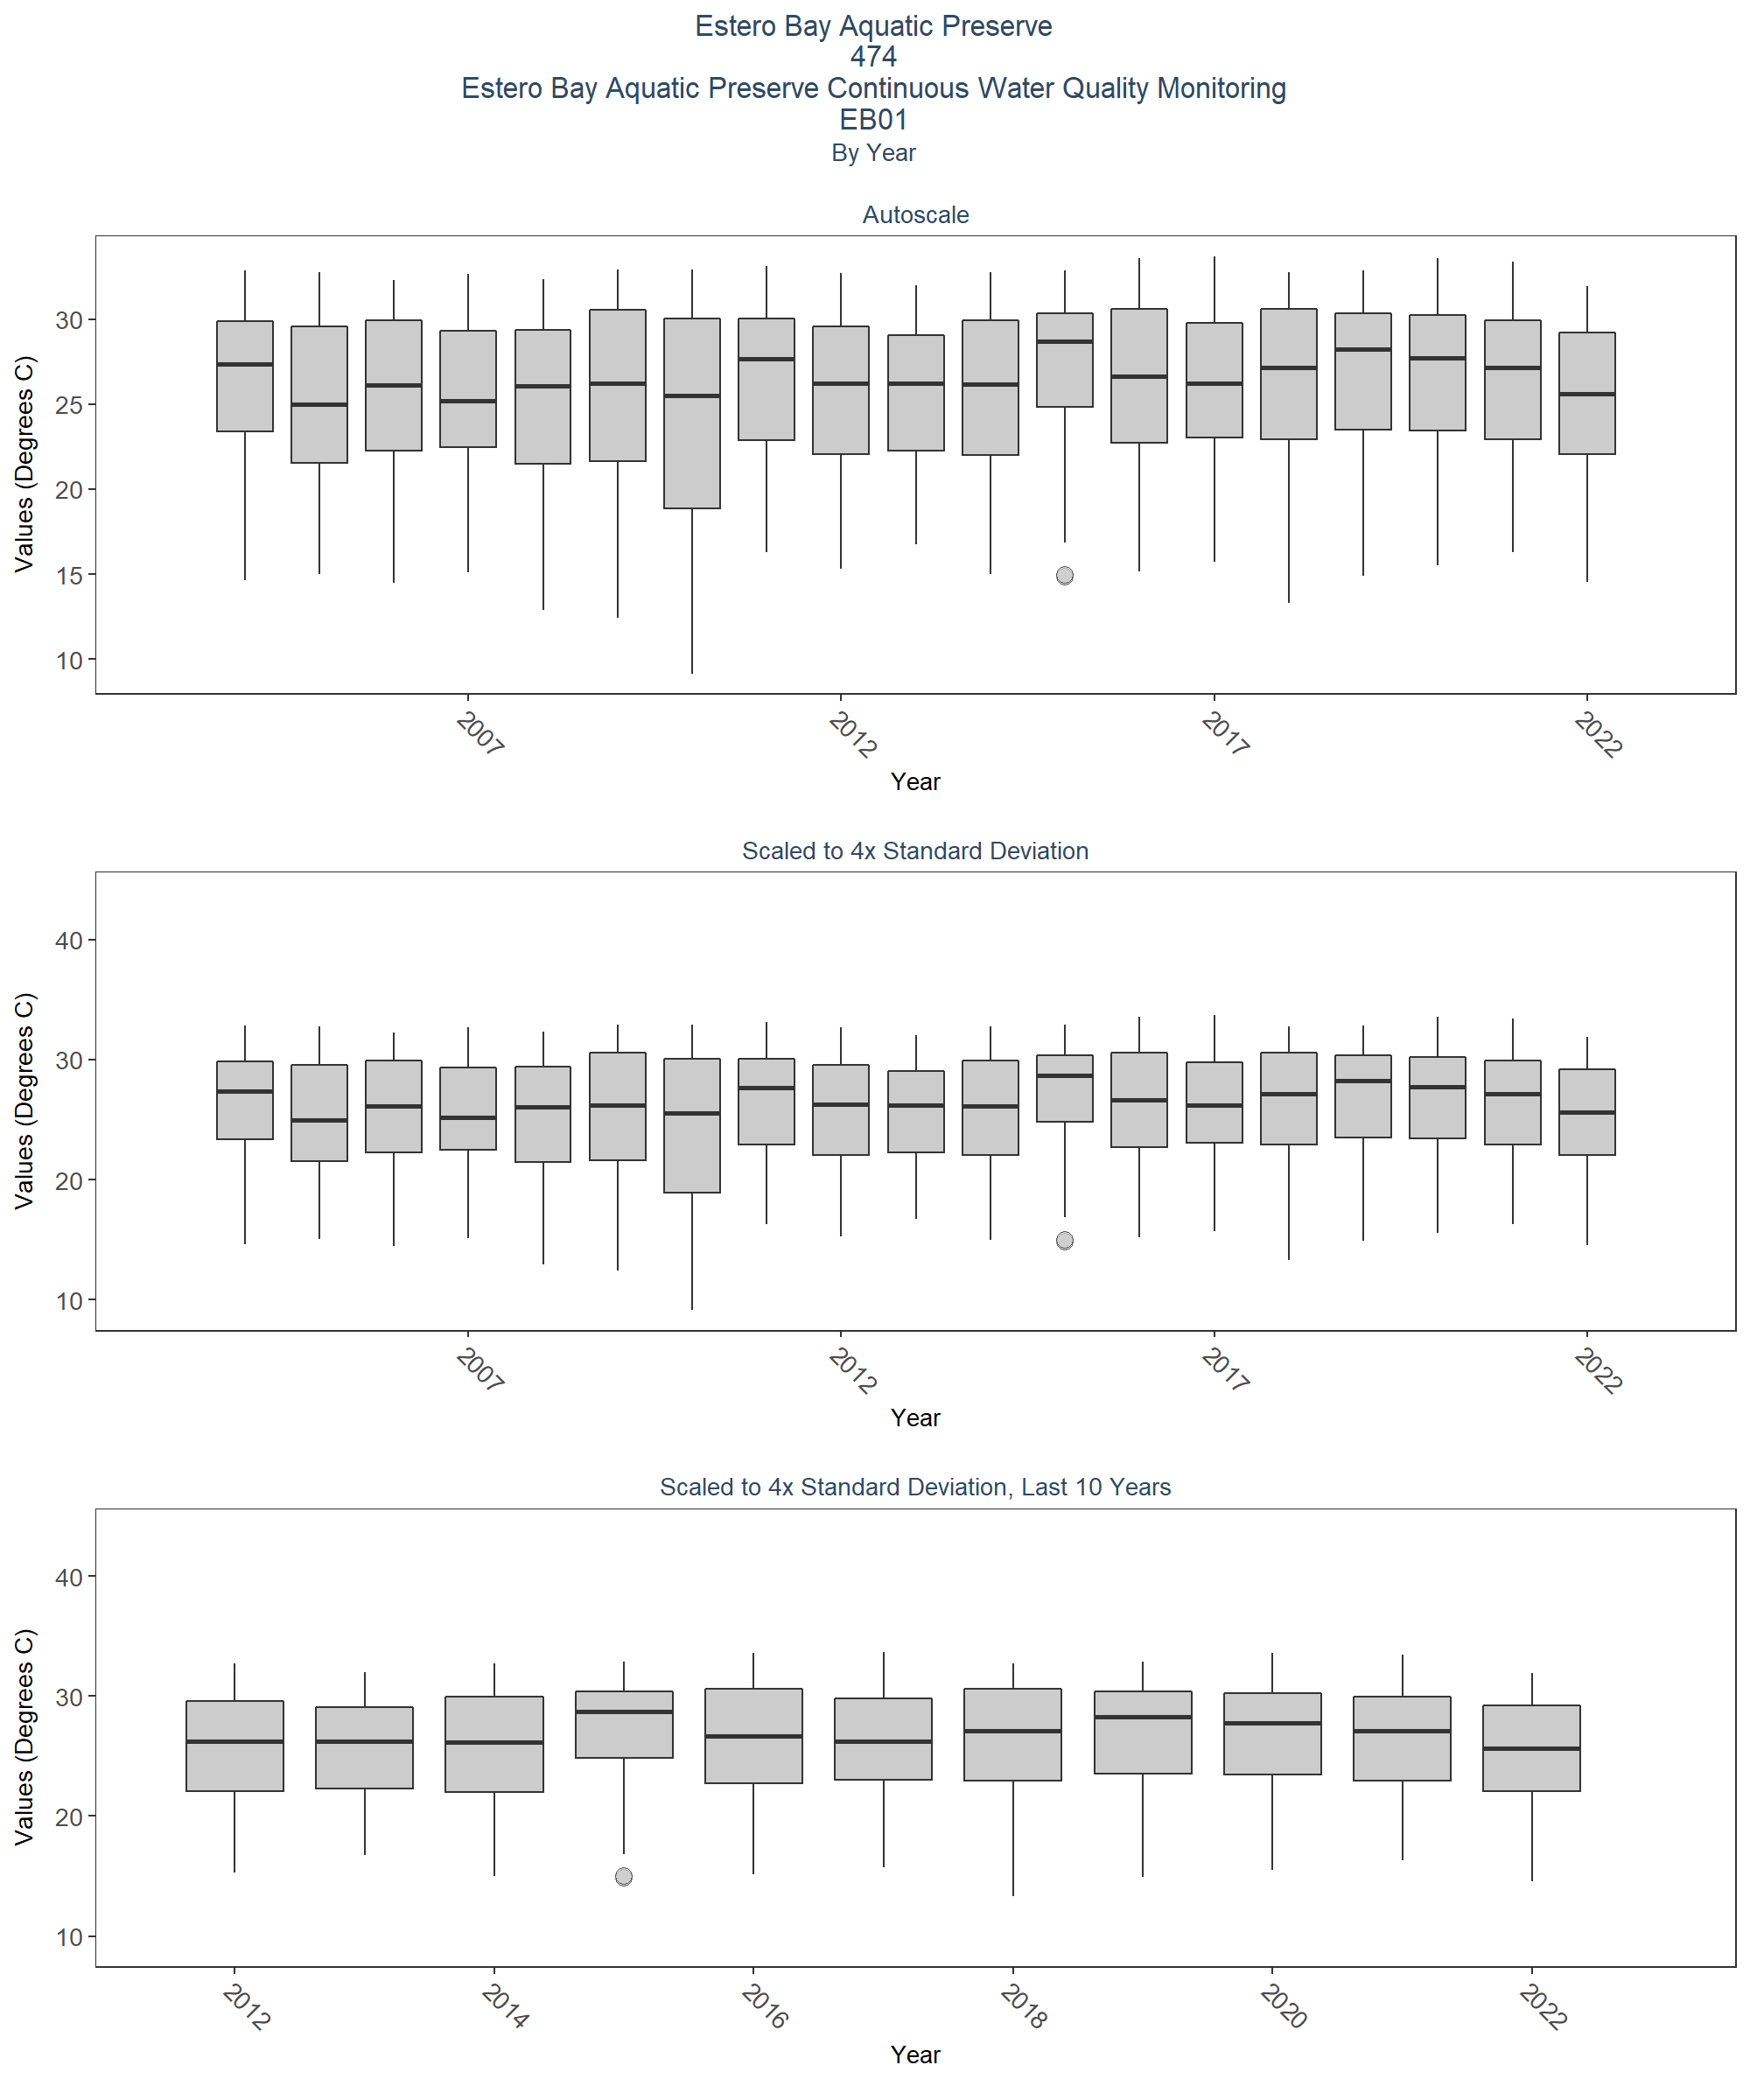 Estero Bay Aquatic Preserve
474
Estero Bay Aquatic Preserve Continuous Water Quality Monitoring
EB01
By Year
Autoscale
Values (Degrees C)
30
25
20
15
10
2007
2012
2017
2022
Year
Scaled to 4x Standard Deviation
Values (Degrees C)
40
30
20
10
2007
2012
2017
2022
Year
Scaled to 4x Standard Deviation, Last 10 Years
Values (Degrees C)
40
30
20
10
2012
2014
2016
2018
2020
2022
Year